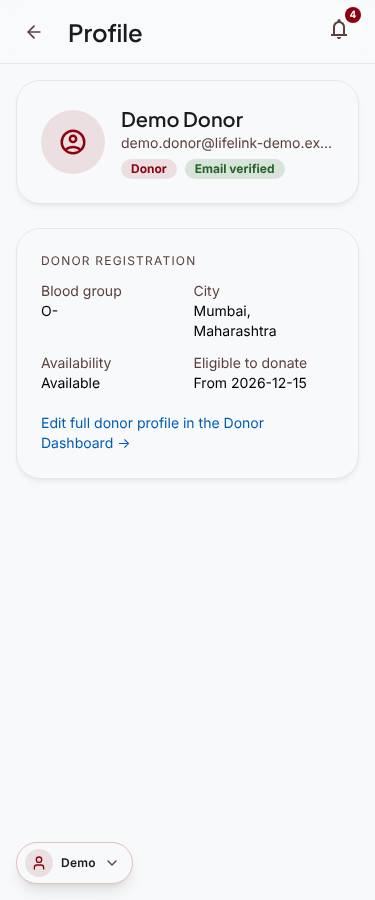 Profile
4
Demo Donor
demo.donor@lifelink-demo.ex...
Donor
Email verified
DONOR REGISTRATION
Blood group
O-
City
Mumbai,
Maharashtra
Availability
Available
Eligible to donate
From 2026-12-15
Edit full donor profile in the Donor
Dashboard →
Demo